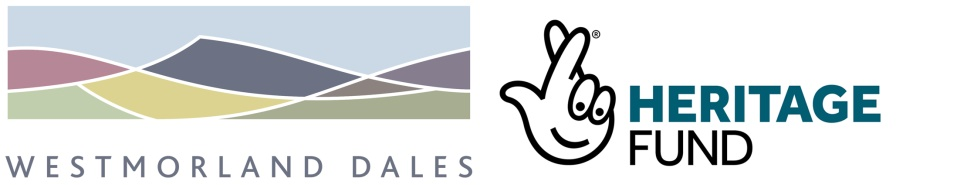 WESTMORLAND DALES
®
HERITAGE
FUND